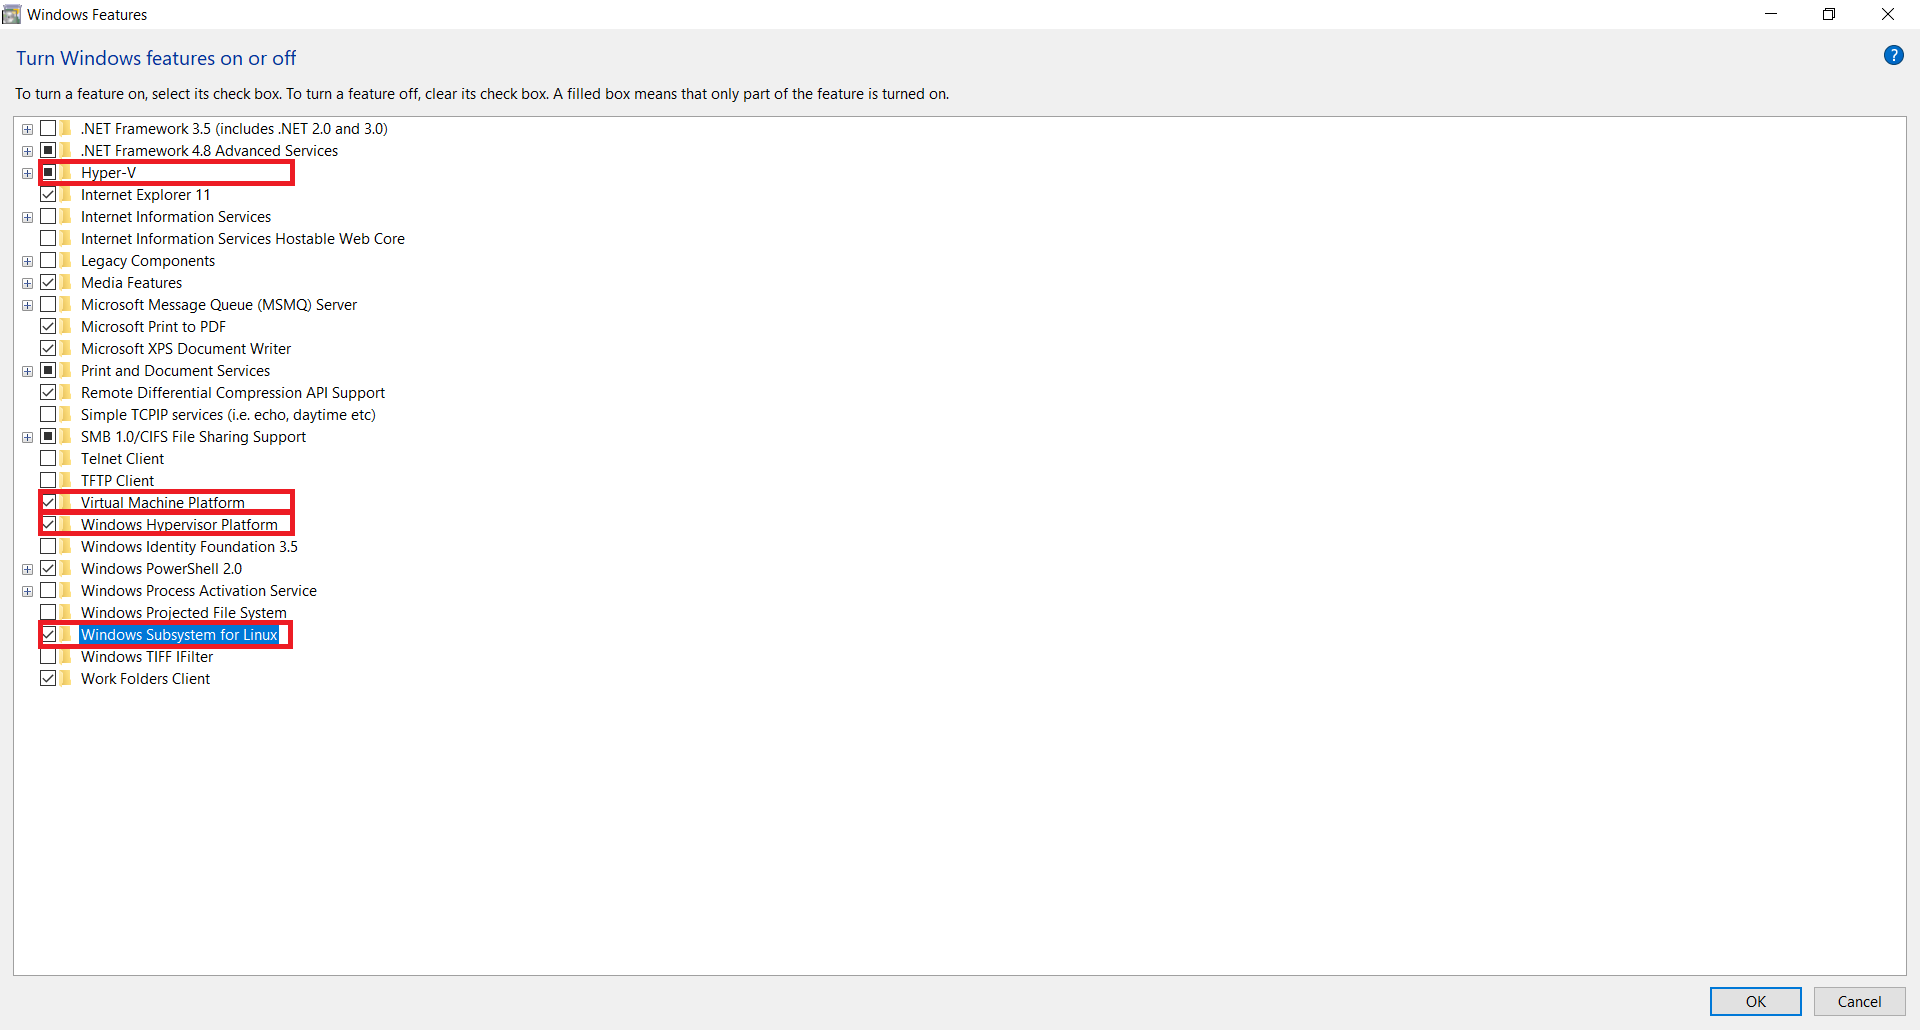 Windows Features
Turn Windows features on or off
?
To turn a feature on, select its check box. To turn a feature off, clear its check box. A filled box means that only part of the feature is turned on.
.NET Framework 3.5 (includes .NET 2.0 and 3.0)
.NET Framework 4.8 Advanced Services
Hyper-V
Internet Explorer 11
Internet Information Services
Internet Information Services Hostable Web Core
Legacy Components
Media Features
Microsoft Message Queue (MSMQ) Server
Microsoft Print to PDF
Microsoft XPS Document Writer
Print and Document Services
Remote Differential Compression API Support
Simple TCPIP services (i.e. echo, daytime etc)
SMB 1.0/CIFS File Sharing Support
Telnet Client
TFTP Client
Virtual Machine Platform
Windows Hypervisor Platform
Windows Identity Foundation 3.5
Windows PowerShell 2.0
Windows Process Activation Service
Windows Projected File System
Windows Subsystem for Linux
Windows TIFF IFilter
Work Folders Client
OK
Cancel